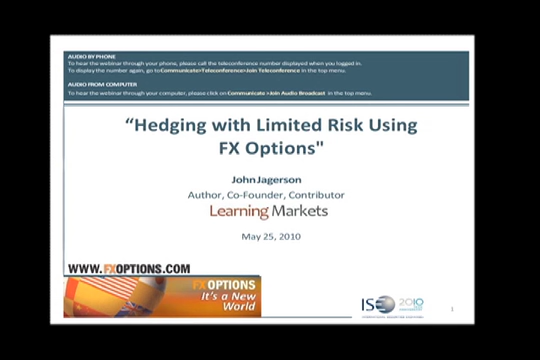 AUDIO BY PHONE
To hear the webinar through your phone, please call the teleconference number displayed when you logged in.
To display the number again, go to Communicate>Teleconference>Join Teleconference in the top menu.
AUDIO FROM COMPUTER
To hear the webinar through your computer, please click on Communicate >Join Audio Broadcast in the top menu.
“Hedging with Limited Risk Using
FX Options"
John Jagerson
Author, Co-Founder, Contributor
Learning Markets
May 25, 2010
WWW.FXOPTIONS.COM
FX OPTIONS
It's a New
World
ISE 2010
1